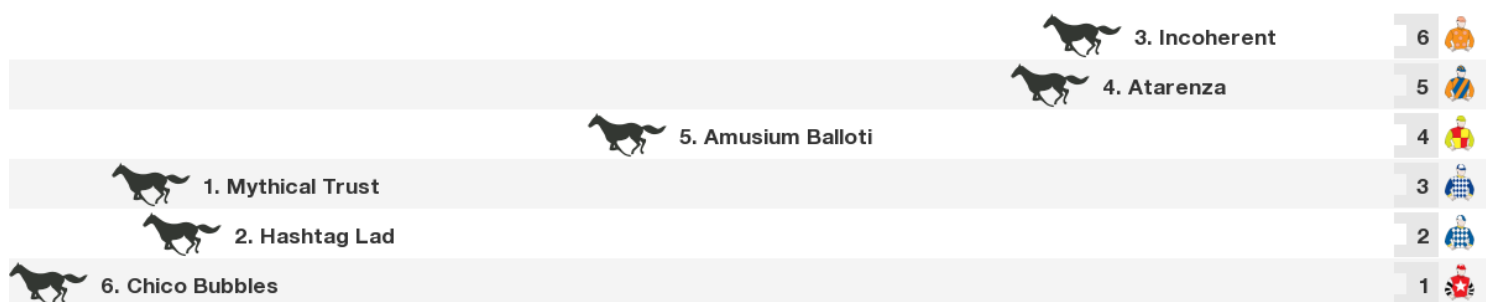 3. Incoherent 6
4. Atarenza 5
5. Amusium Balloti 4
1. Mythical Trust 3
2. Hashtag Lad 2
6. Chico Bubbles 1